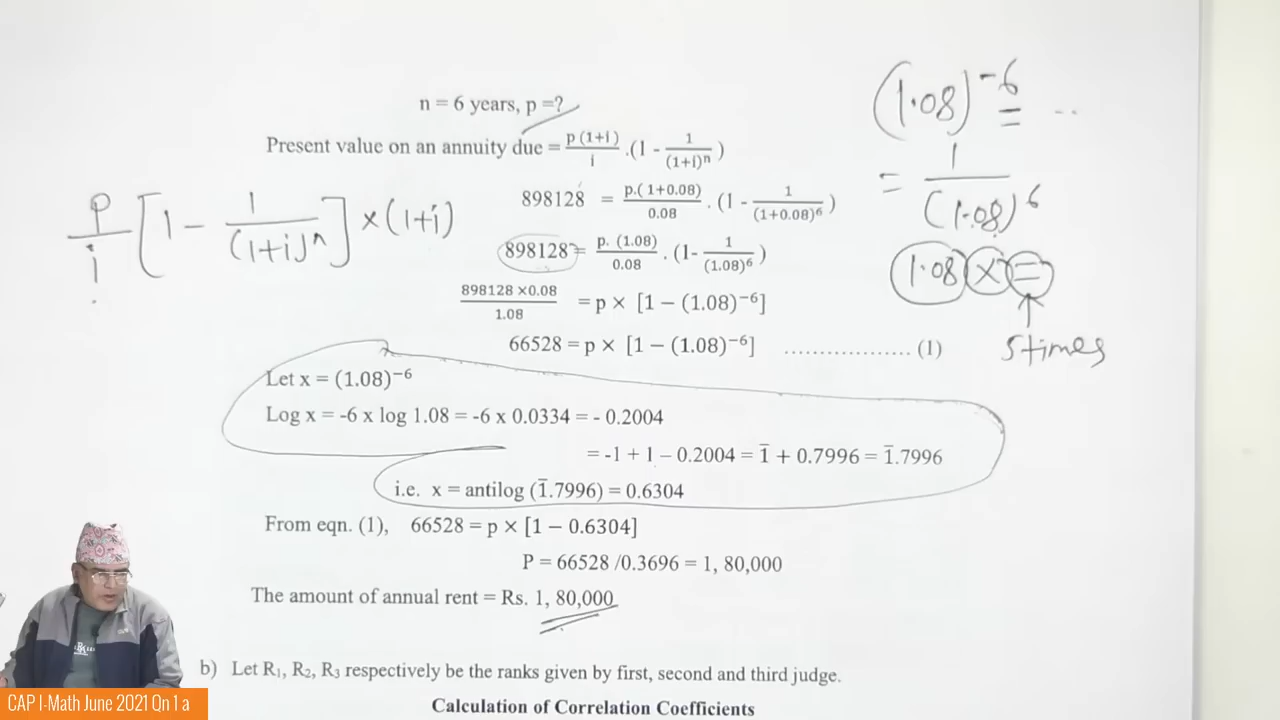 n = 6 years, p =?
Present value on an annuity due = p (1+i) / i .(1 - 1 / (1+i)ⁿ )
898128 = p.( 1+0.08) / 0.08 . (1 - 1 / (1+0.08)⁶ )
898128 = p. (1.08) / 0.08 . (1- 1 / (1.08)⁶ )
898128 ×0.08 / 1.08 = p × [1 − (1.08)⁻⁶]
66528 = p × [1 − (1.08)⁻⁶] .................. (1)
Let x = (1.08)⁻⁶
Log x = -6 x log 1.08 = -6 x 0.0334 = - 0.2004
= -1 + 1 – 0.2004 = 1̄ + 0.7996 = 1̄.7996
i.e. x = antilog (1̄.7996) = 0.6304
From eqn. (1), 66528 = p × [1 − 0.6304]
P = 66528 /0.3696 = 1, 80,000
The amount of annual rent = Rs. 1, 80,000
b) Let R₁, R₂, R₃ respectively be the ranks given by first, second and third judge.
Calculation of Correlation Coefficients
p / i [1 - 1 / (1+i)ⁿ] × (1+i)
(1.08)⁻⁶ = ..
= 1 / (1.08)⁶
1.08 × =
5 times
CAP I-Math June 2021 Qn 1 a